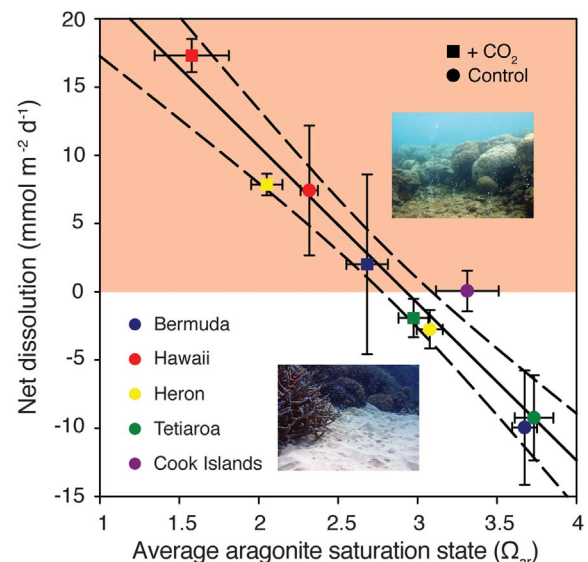 20
15
10
5
0
-5
-10
-15
Net dissolution (mmol m⁻² d⁻¹)
+ CO₂
Control
Bermuda
Hawaii
Heron
Tetiaroa
Cook Islands
1 1.5 2 2.5 3 3.5 4
Average aragonite saturation state (Ωar)